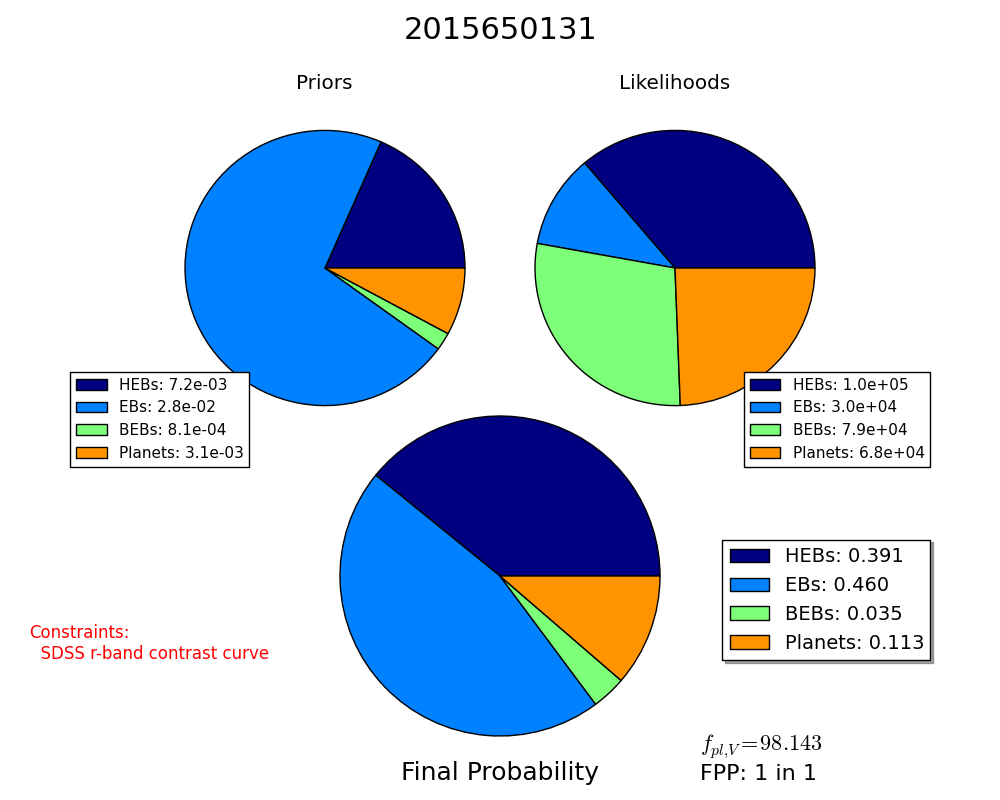 2015650131
Priors
Likelihoods
HEBs: 7.2e-03
EBs: 2.8e-02
BEBs: 8.1e-04
Planets: 3.1e-03
HEBs: 1.0e+05
EBs: 3.0e+04
BEBs: 7.9e+04
Planets: 6.8e+04
HEBs: 0.391
EBs: 0.460
BEBs: 0.035
Planets: 0.113
Constraints:
SDSS r-band contrast curve
f_{pl,V}=98.143
Final Probability
FPP: 1 in 1